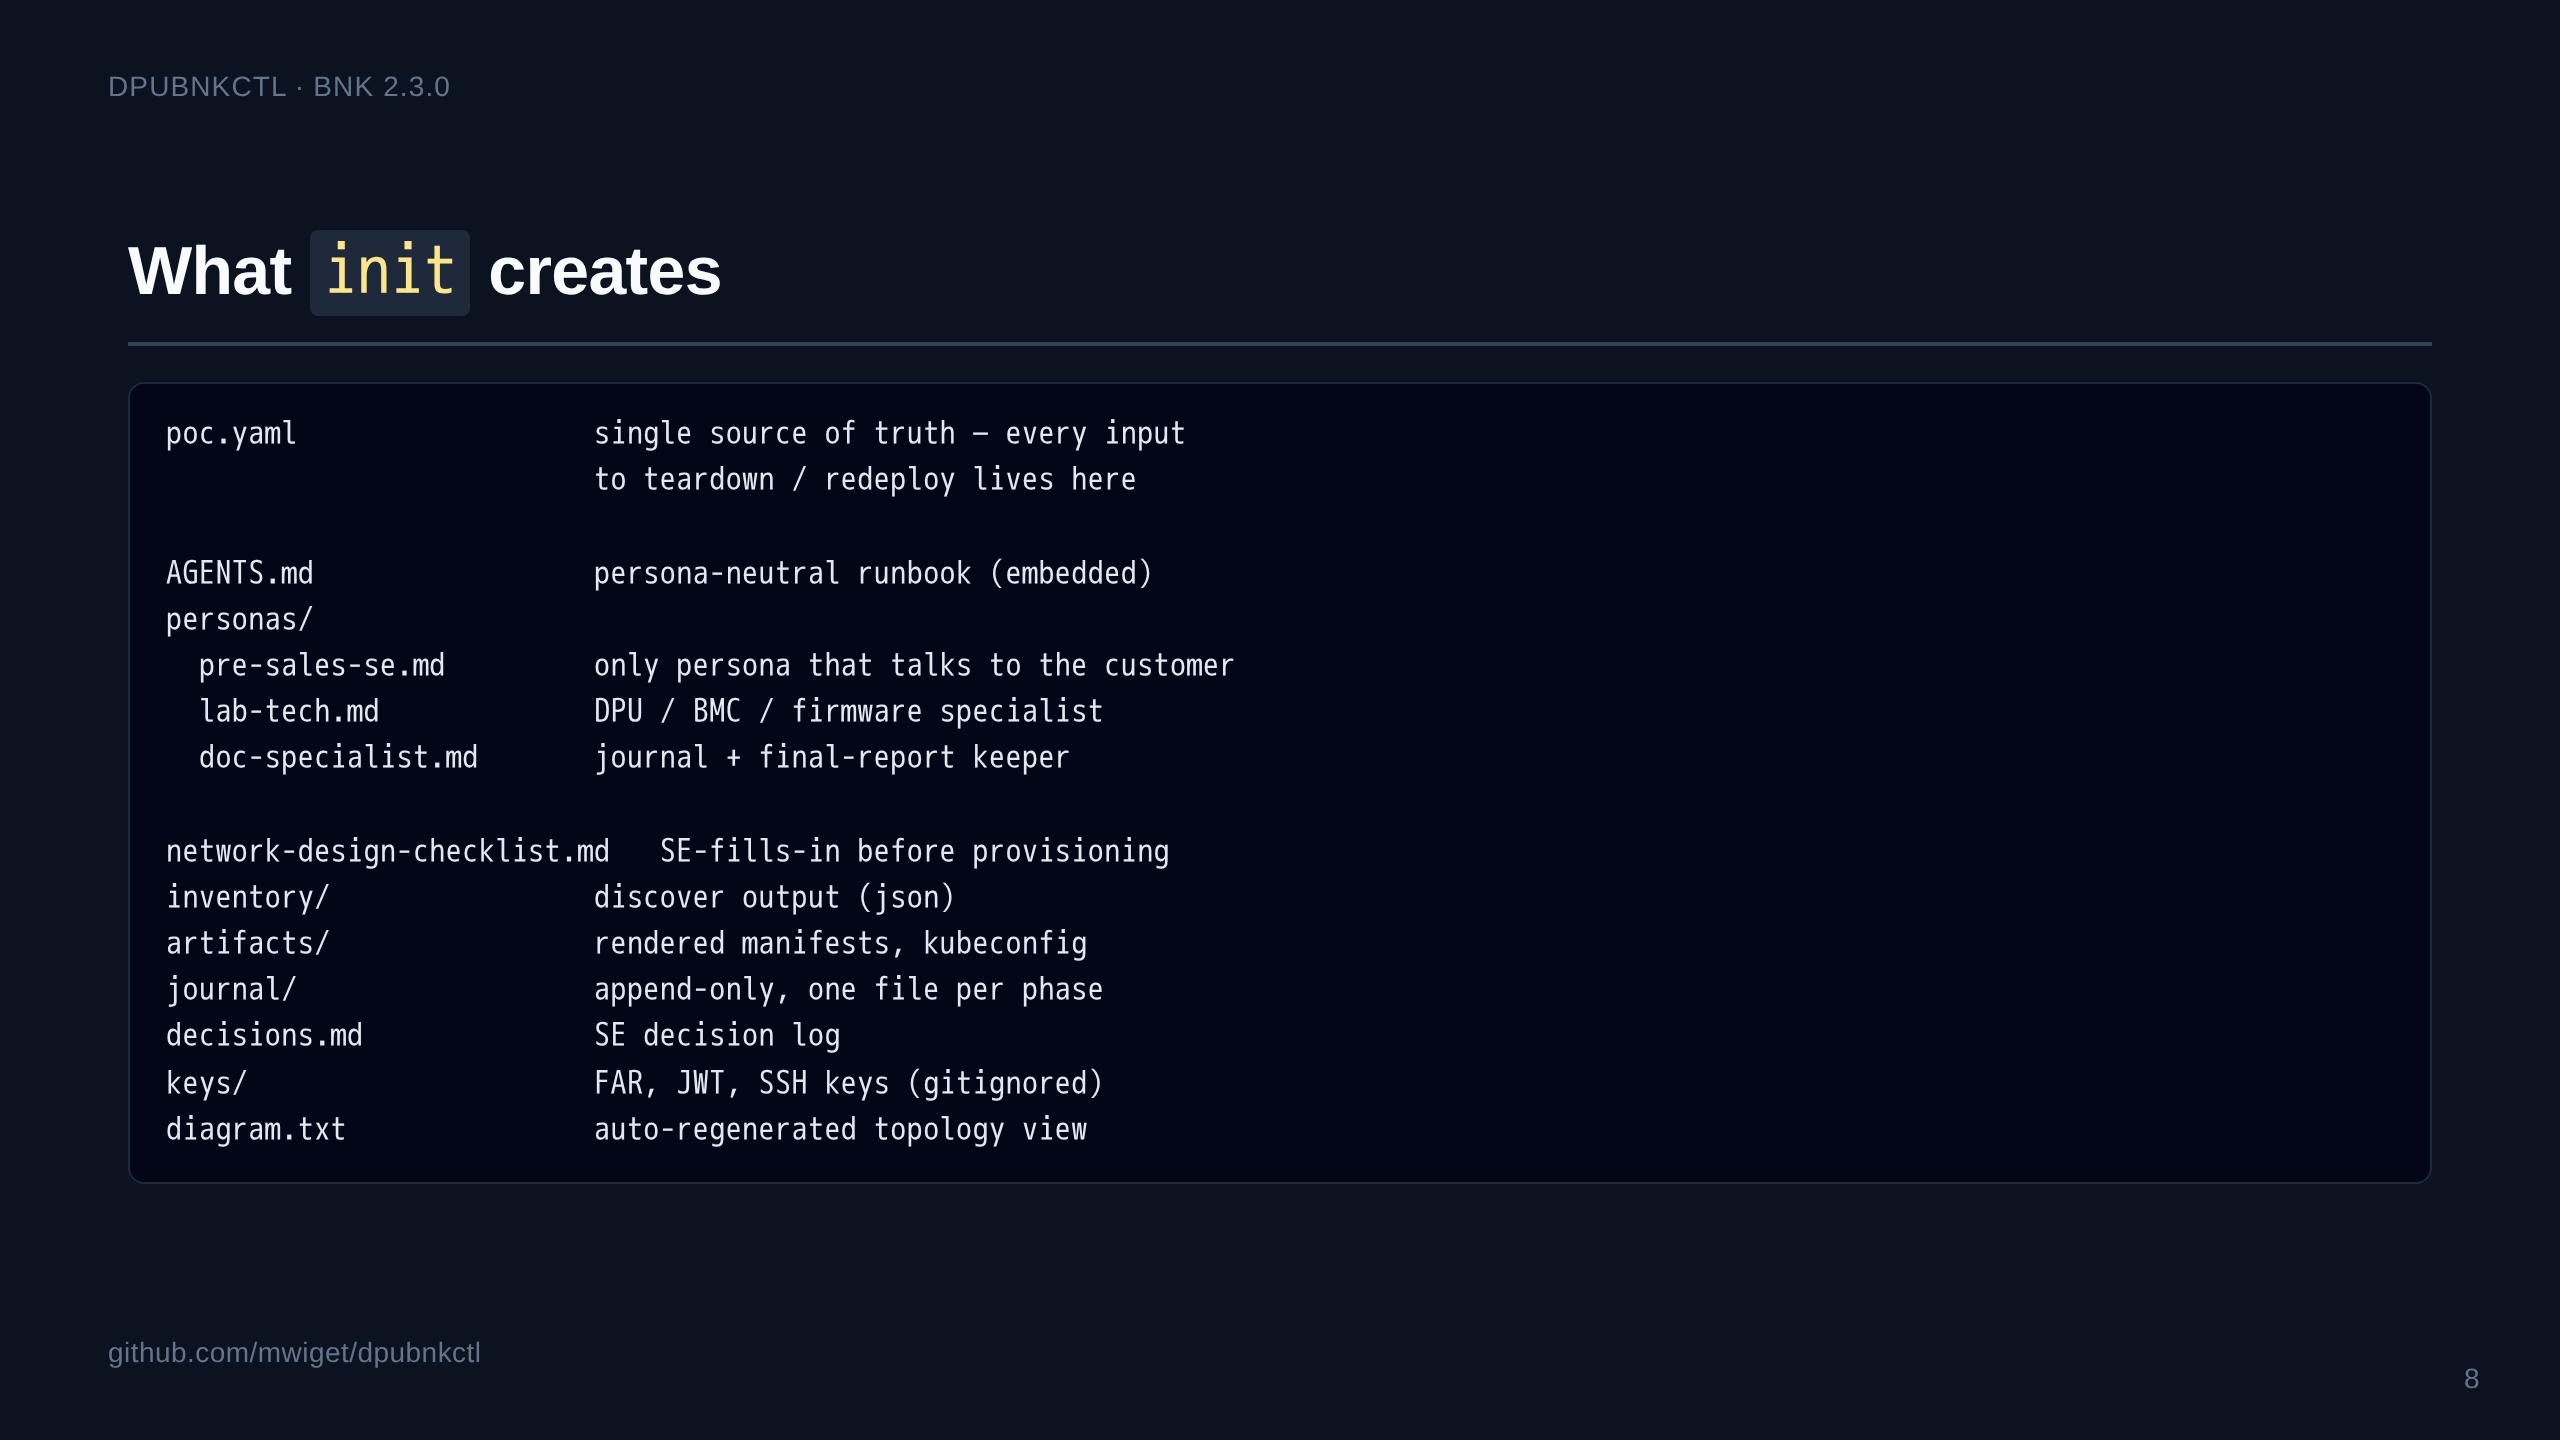 DPUBNKCTL · BNK 2.3.0
What init creates
poc.yaml                  single source of truth — every input
                          to teardown / redeploy lives here

AGENTS.md                 persona-neutral runbook (embedded)
personas/
  pre-sales-se.md         only persona that talks to the customer
  lab-tech.md             DPU / BMC / firmware specialist
  doc-specialist.md       journal + final-report keeper

network-design-checklist.md   SE-fills-in before provisioning
inventory/                discover output (json)
artifacts/                rendered manifests, kubeconfig
journal/                  append-only, one file per phase
decisions.md              SE decision log
keys/                     FAR, JWT, SSH keys (gitignored)
diagram.txt               auto-regenerated topology view
github.com/mwiget/dpubnkctl
8